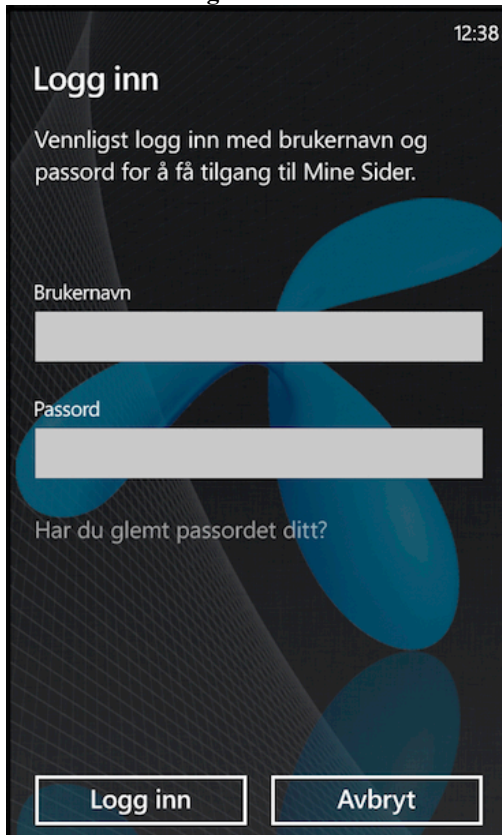 12:38
Logg inn
Vennligst logg inn med brukernavn og
passord for å få tilgang til Mine Sider.
Brukernavn
Passord
Har du glemt passordet ditt?
Logg inn
Avbryt